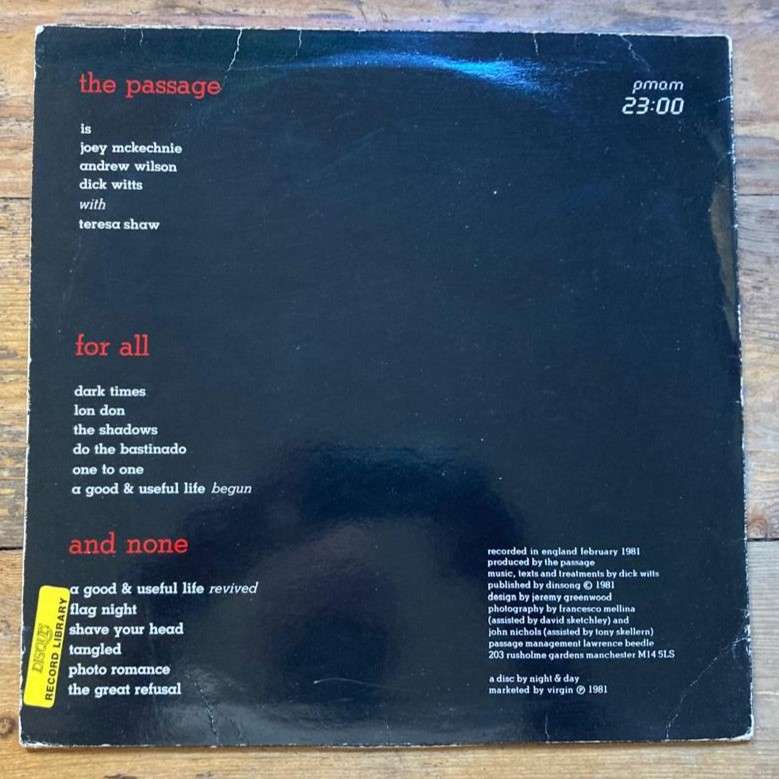 the passage
is
joey mckechnie
andrew wilson
dick witts
with
teresa shaw
pmam
23:00
for all
dark times
lon don
the shadows
do the bastinado
one to one
a good & useful life begun
and none
a good & useful life revived
flag night
shave your head
tangled
photo romance
the great refusal
DISQUE
RECORD LIBRARY
recorded in england february 1981
produced by the passage
music, texts and treatments by dick witts
published by dinsong © 1981
design by jeremy greenwood
photography by francesco mellina
(assisted by david sketchley) and
john nichols (assisted by tony skellern)
passage management lawrence beedle
203 rusholme gardens manchester M14 5LS
a disc by night & day
marketed by virgin ℗ 1981